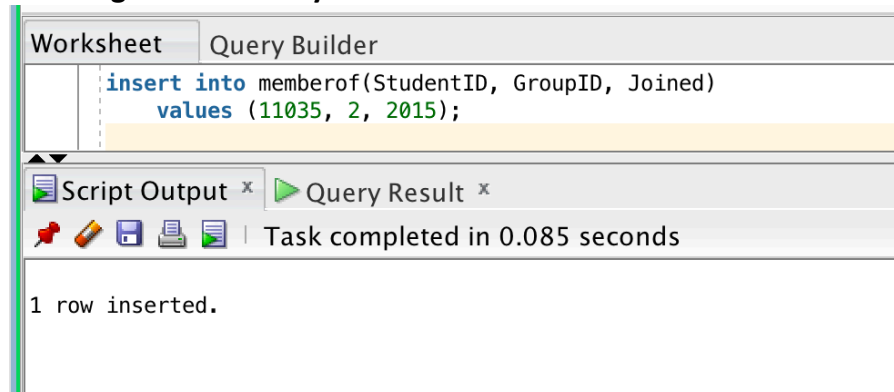 Worksheet Query Builder
insert into memberof(StudentID, GroupID, Joined)
values (11035, 2, 2015);
Script Output x Query Result x
Task completed in 0.085 seconds
1 row inserted.